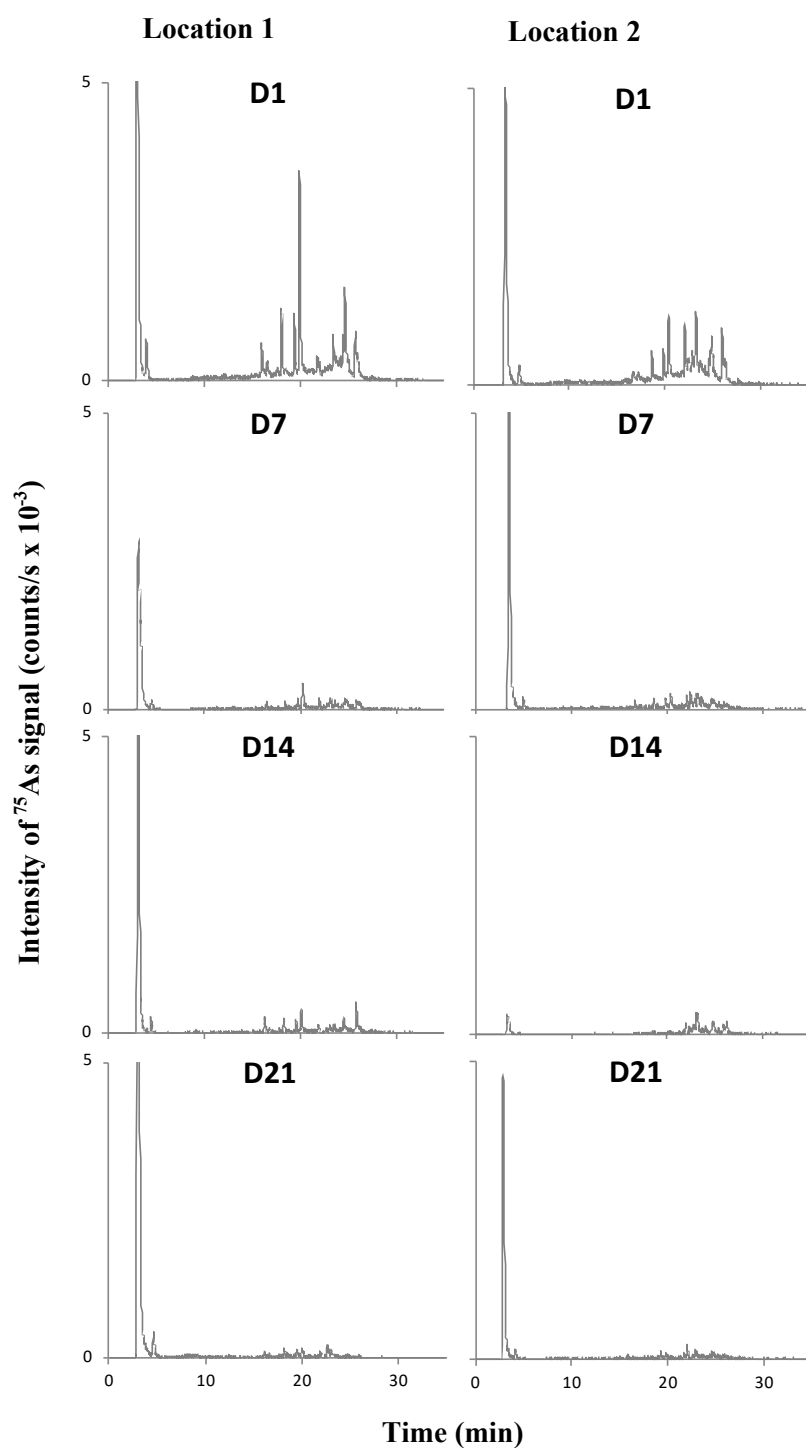 Location 1
Location 2
5
D1
D1
0
5
D7
D7
0
5
D14
D14
0
5
D21
D21
0
0
10
20
30
0
10
20
30
Intensity of ⁷⁵As signal (counts/s x 10⁻³)
Time (min)